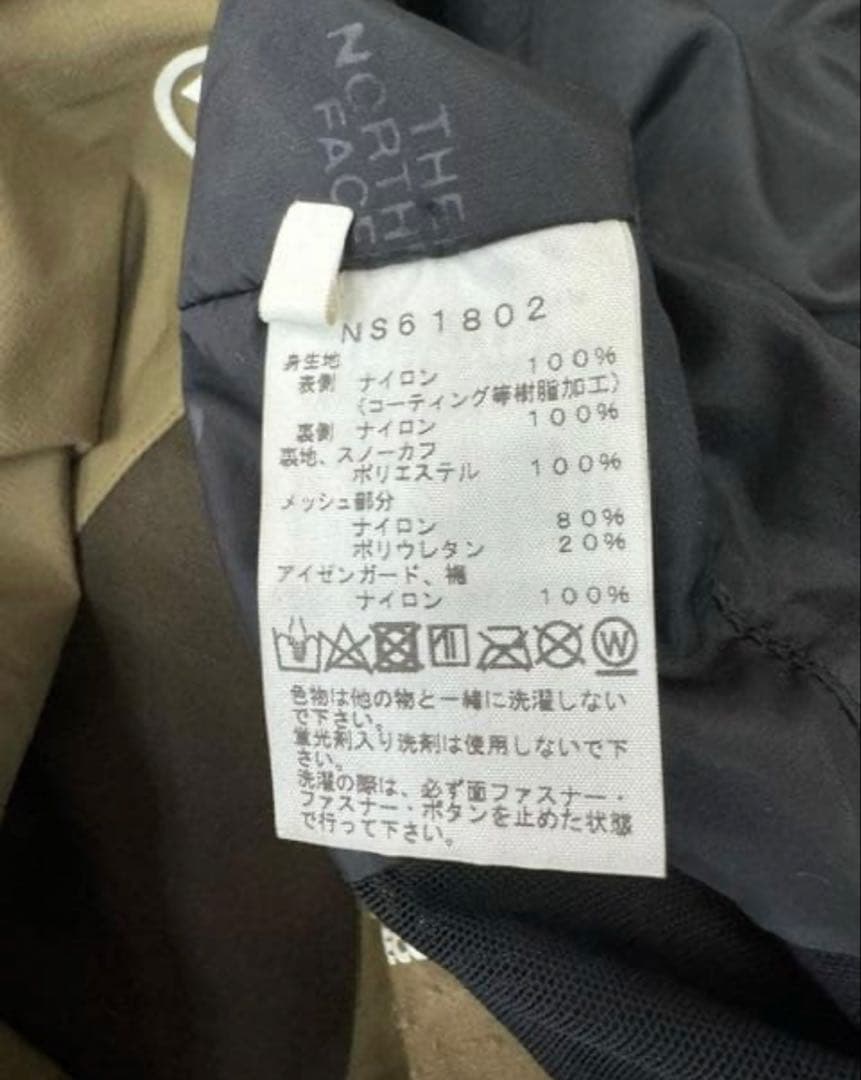 THE
NORTH
FACE
NS61802
身生地
表側 ナイロン 100%
(コーティング等樹脂加工)
裏側 ナイロン 100%
裏地、スノーカフ
ポリエステル 100%
メッシュ部分
ナイロン 80%
ポリウレタン 20%
アイゼンガード、補
ナイロン 100%
W
色物は他の物と一緒に洗濯しない
で下さい。
蛍光剤入り洗剤は使用しないで下
さい。
洗濯の際は、必ず面ファスナー・
ファスナー・ボタンを止めた状態
で行って下さい。